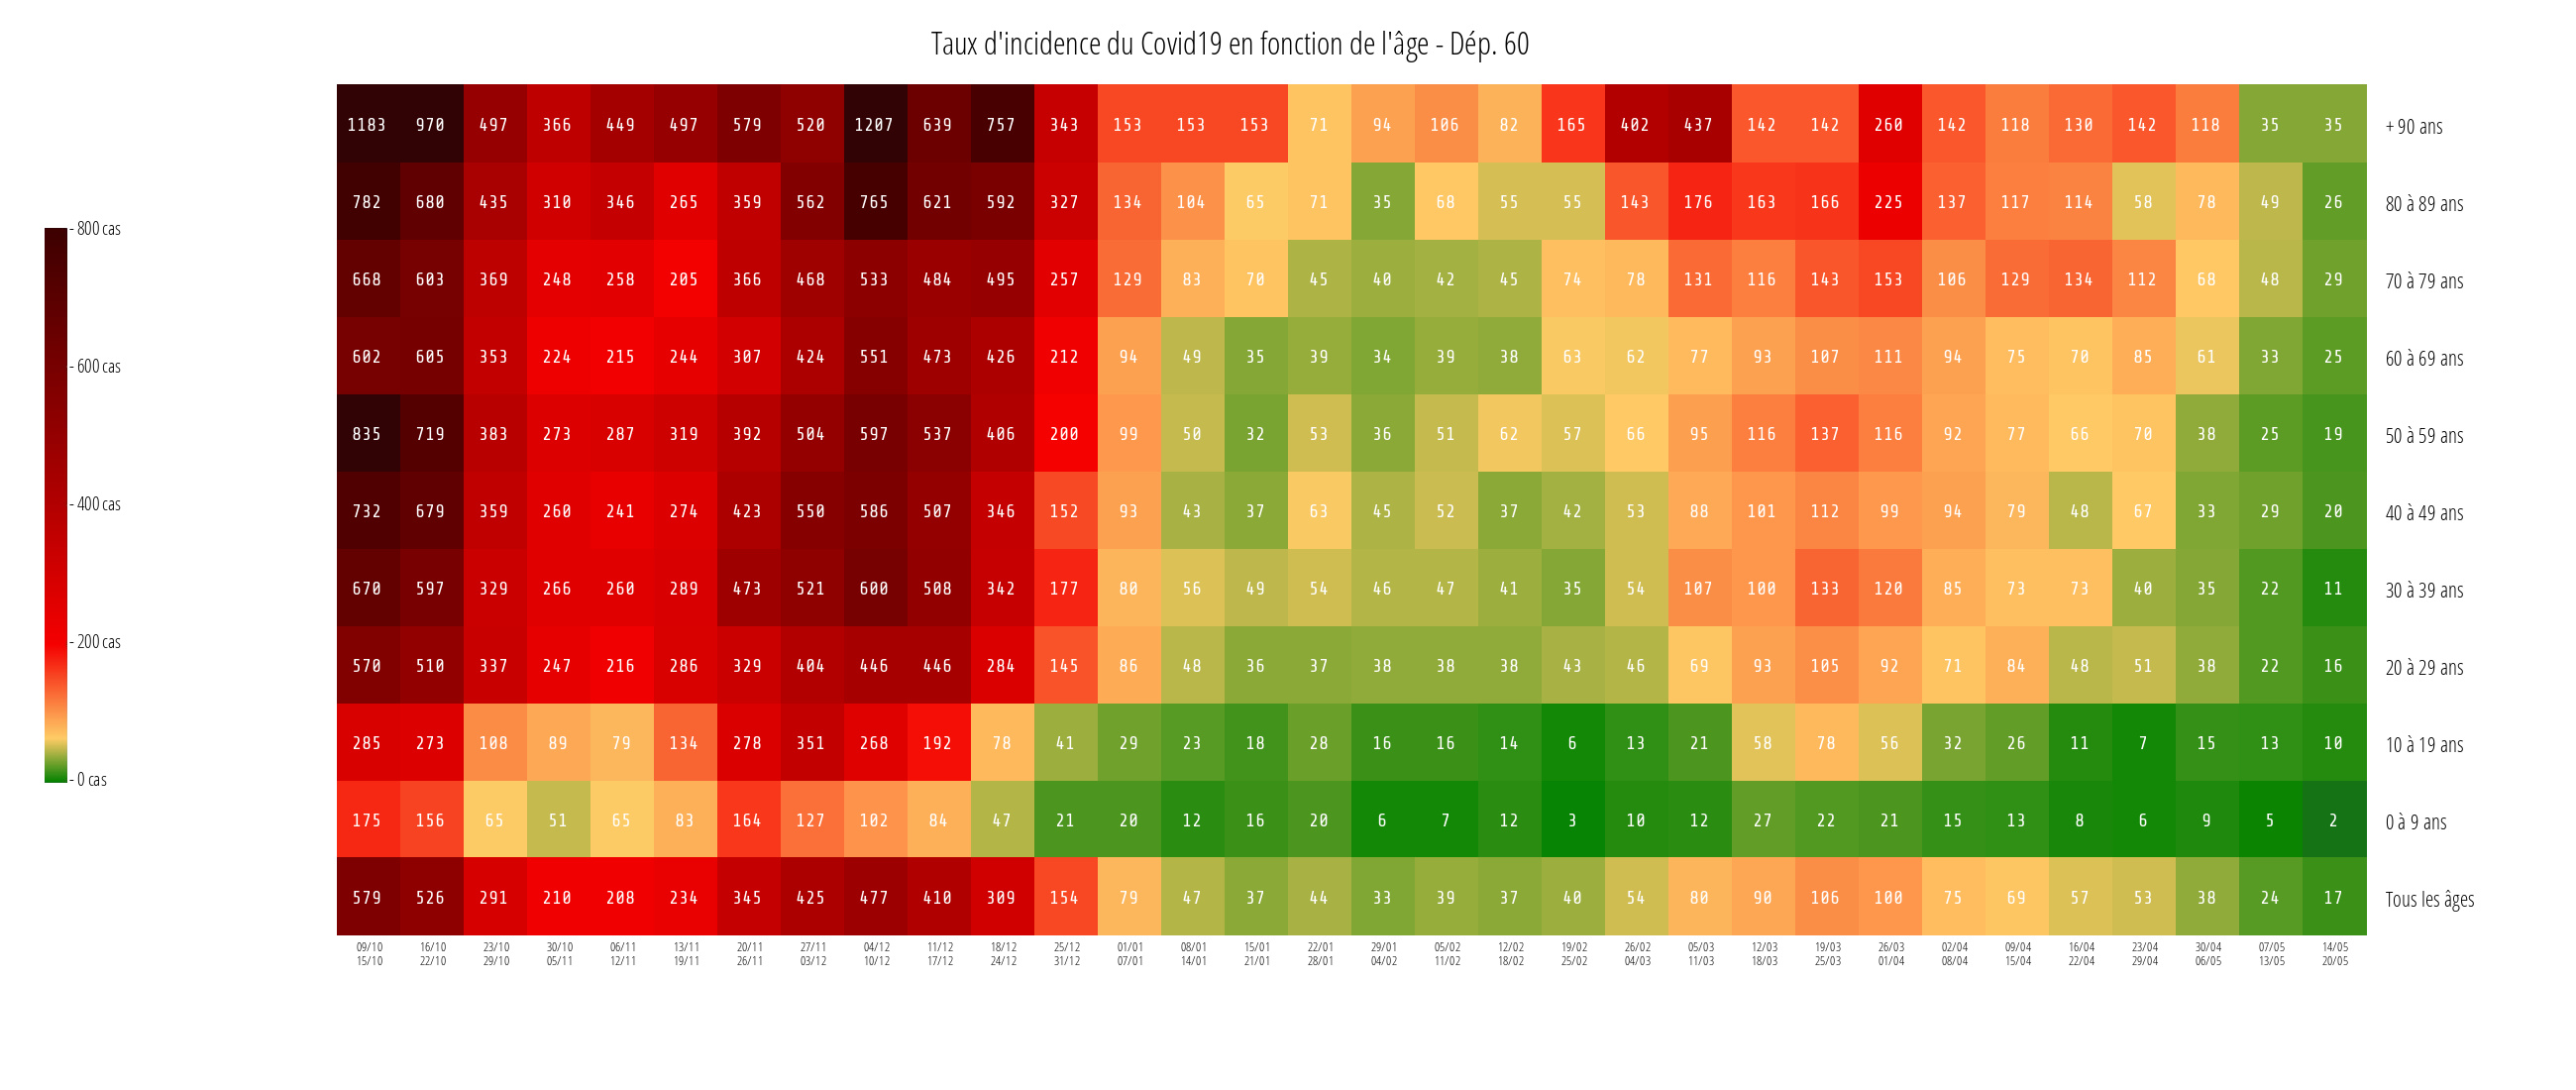 Taux d'incidence du Covid19 en fonction de l'âge - Dép. 60
- 800 cas
- 600 cas
- 400 cas
- 200 cas
- 0 cas
1183 970 497 366 449 497 579 520 1207 639 757 343 153 153 153 71 94 106 82 165 402 437 142 142 260 142 118 130 142 118 35 35 + 90 ans
782 680 435 310 346 265 359 562 765 621 592 327 134 104 65 71 35 68 55 55 143 176 163 166 225 137 117 114 58 78 49 26 80 à 89 ans
668 603 369 248 258 205 366 468 533 484 495 257 129 83 70 45 40 42 45 74 78 131 116 143 153 106 129 134 112 68 48 29 70 à 79 ans
602 605 353 224 215 244 307 424 551 473 426 212 94 49 35 39 34 39 38 63 62 77 93 107 111 94 75 70 85 61 33 25 60 à 69 ans
835 719 383 273 287 319 392 504 597 537 406 200 99 50 32 53 36 51 62 57 66 95 116 137 116 92 77 66 70 38 25 19 50 à 59 ans
732 679 359 260 241 274 423 550 586 507 346 152 93 43 37 63 45 52 37 42 53 88 101 112 99 94 79 48 67 33 29 20 40 à 49 ans
670 597 329 266 260 289 473 521 600 508 342 177 80 56 49 54 46 47 41 35 54 107 100 133 120 85 73 73 40 35 22 11 30 à 39 ans
570 510 337 247 216 286 329 404 446 446 284 145 86 48 36 37 38 38 38 43 46 69 93 105 92 71 84 48 51 38 22 16 20 à 29 ans
285 273 108 89 79 134 278 351 268 192 78 41 29 23 18 28 16 16 14 6 13 21 58 78 56 32 26 11 7 15 13 10 10 à 19 ans
175 156 65 51 65 83 164 127 102 84 47 21 20 12 16 20 6 7 12 3 10 12 27 22 21 15 13 8 6 9 5 2 0 à 9 ans
579 526 291 210 208 234 345 425 477 410 309 154 79 47 37 44 33 39 37 40 54 80 90 106 100 75 69 57 53 38 24 17 Tous les âges
09/10 16/10 23/10 30/10 06/11 13/11 20/11 27/11 04/12 11/12 18/12 25/12 01/01 08/01 15/01 22/01 29/01 05/02 12/02 19/02 26/02 05/03 12/03 19/03 26/03 02/04 09/04 16/04 23/04 30/04 07/05 14/05
15/10 22/10 29/10 05/11 12/11 19/11 26/11 03/12 10/12 17/12 24/12 31/12 07/01 14/01 21/01 28/01 04/02 11/02 18/02 25/02 04/03 11/03 18/03 25/03 01/04 08/04 15/04 22/04 29/04 06/05 13/05 20/05